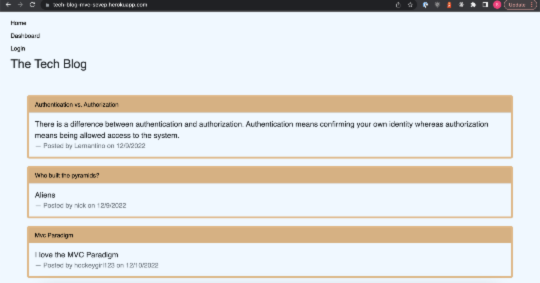 tech-blog-mvc-sevep.herokuapp.com
Update
Home
Dashboard
Login
The Tech Blog
Authentication vs. Authorization
There is a difference between authentication and authorization. Authentication means confirming your own identity whereas authorization
means being allowed access to the system.
— Posted by Lernantino on 12/9/2022
Who built the pyramids?
Aliens
— Posted by nick on 12/9/2022
Mvc Paradigm
I love the MVC Paradigm
— Posted by hockeygirl123 on 12/10/2022